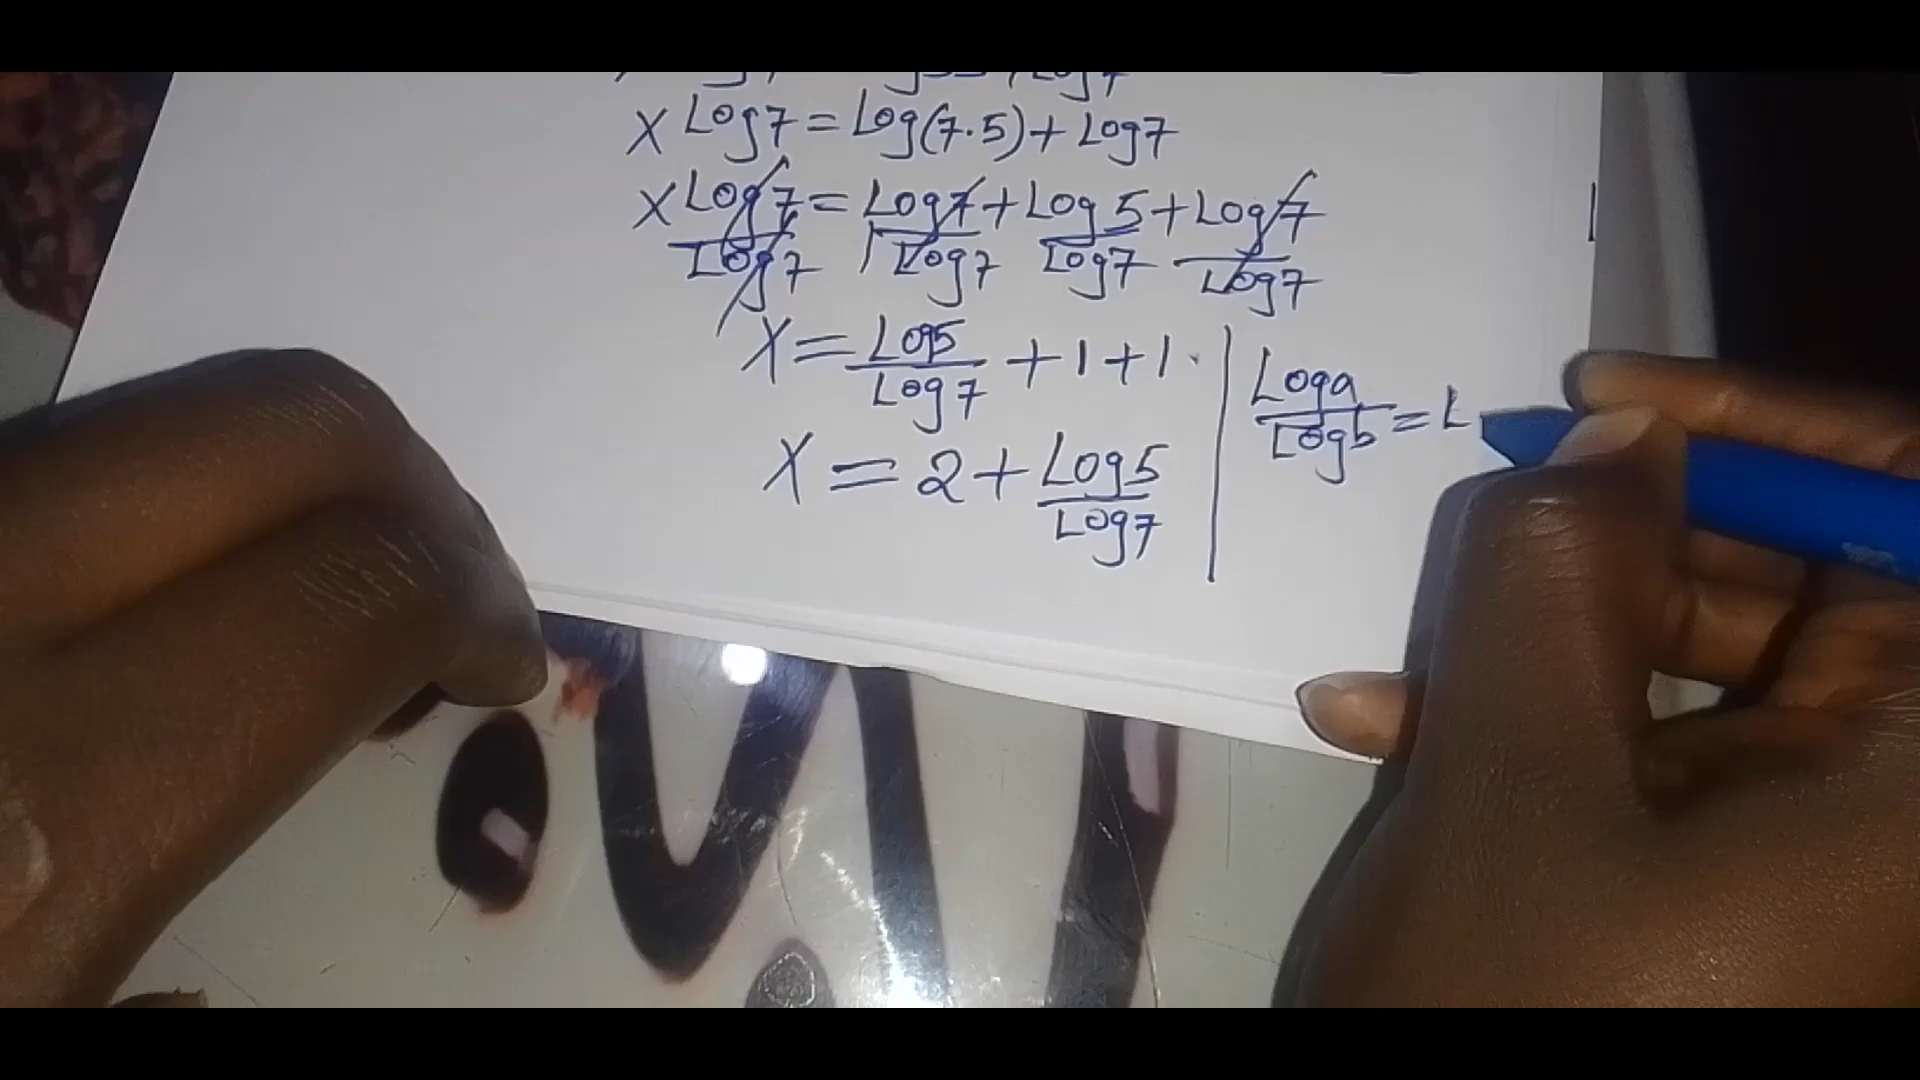 x Log7 = Log(7.5) + Log7
x Log7 = Log7 + Log5 + Log7
Log7 Log7 Log7 Log7
X = Log5 + 1 + 1.
Log7
X = 2 + Log5
Log7
Loga = L
Logb